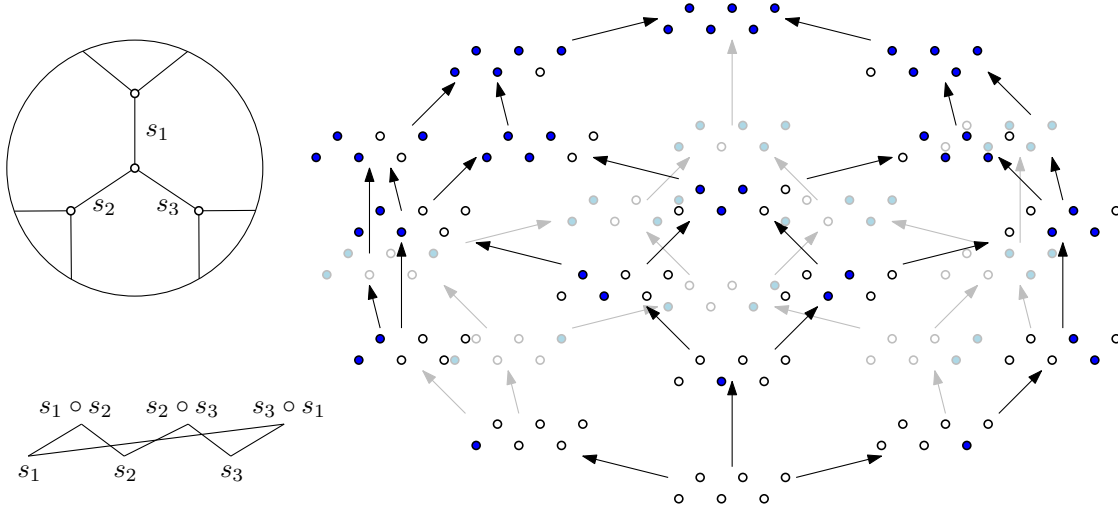 s₁
s₂ s₃
s₁ ∘ s₂ s₂ ∘ s₃ s₃ ∘ s₁
s₁ s₂ s₃